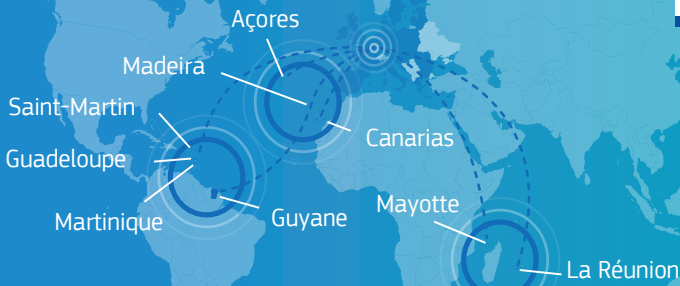 Açores
Madeira
Saint-Martin
Canarias
Guadeloupe
Mayotte
Martinique
Guyane
La Réunion